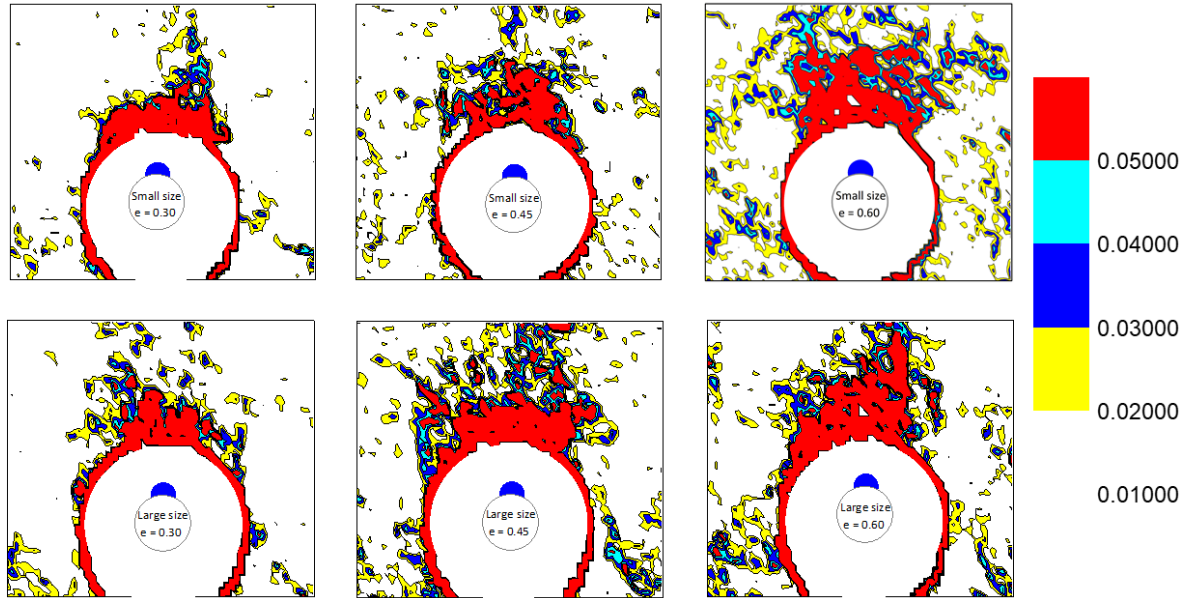 Small size
e = 0.30
Small size
e = 0.45
Small size
e = 0.60
0.05000
0.04000
0.03000
0.02000
0.01000
Large size
e = 0.30
Large size
e = 0.45
Large size
e = 0.60